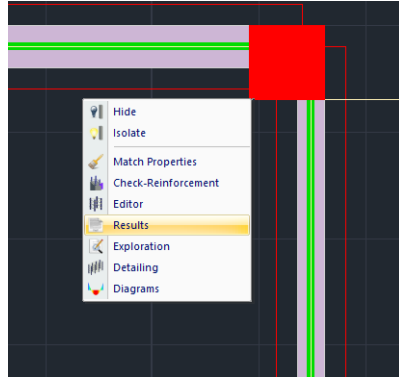 Hide
Isolate
Match Properties
Check-Reinforcement
Editor
Results
Exploration
Detailing
Diagrams